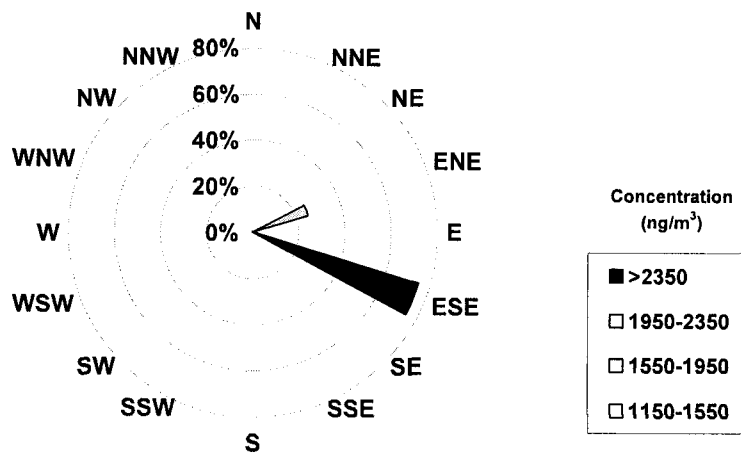 N
NNE
NE
ENE
E
ESE
SE
SSE
S
SSW
SW
WSW
W
WNW
NW
NNW
80%
60%
40%
20%
0%
Concentration
(ng/m³)
>2350
1950-2350
1550-1950
1150-1550